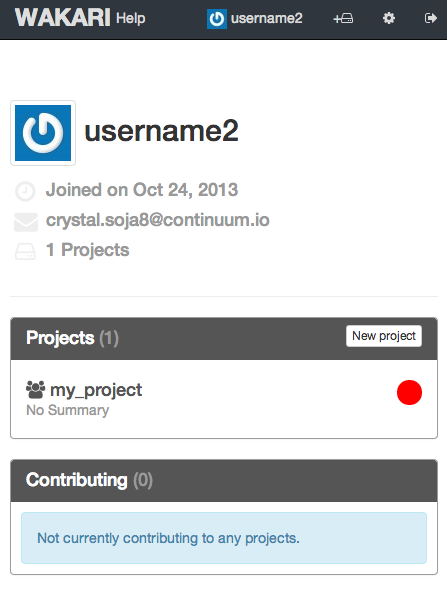 WAKARI Help username2 +
username2
Joined on Oct 24, 2013
crystal.soja8@continuum.io
1 Projects
Projects (1) New project
my_project
No Summary
Contributing (0)
Not currently contributing to any projects.